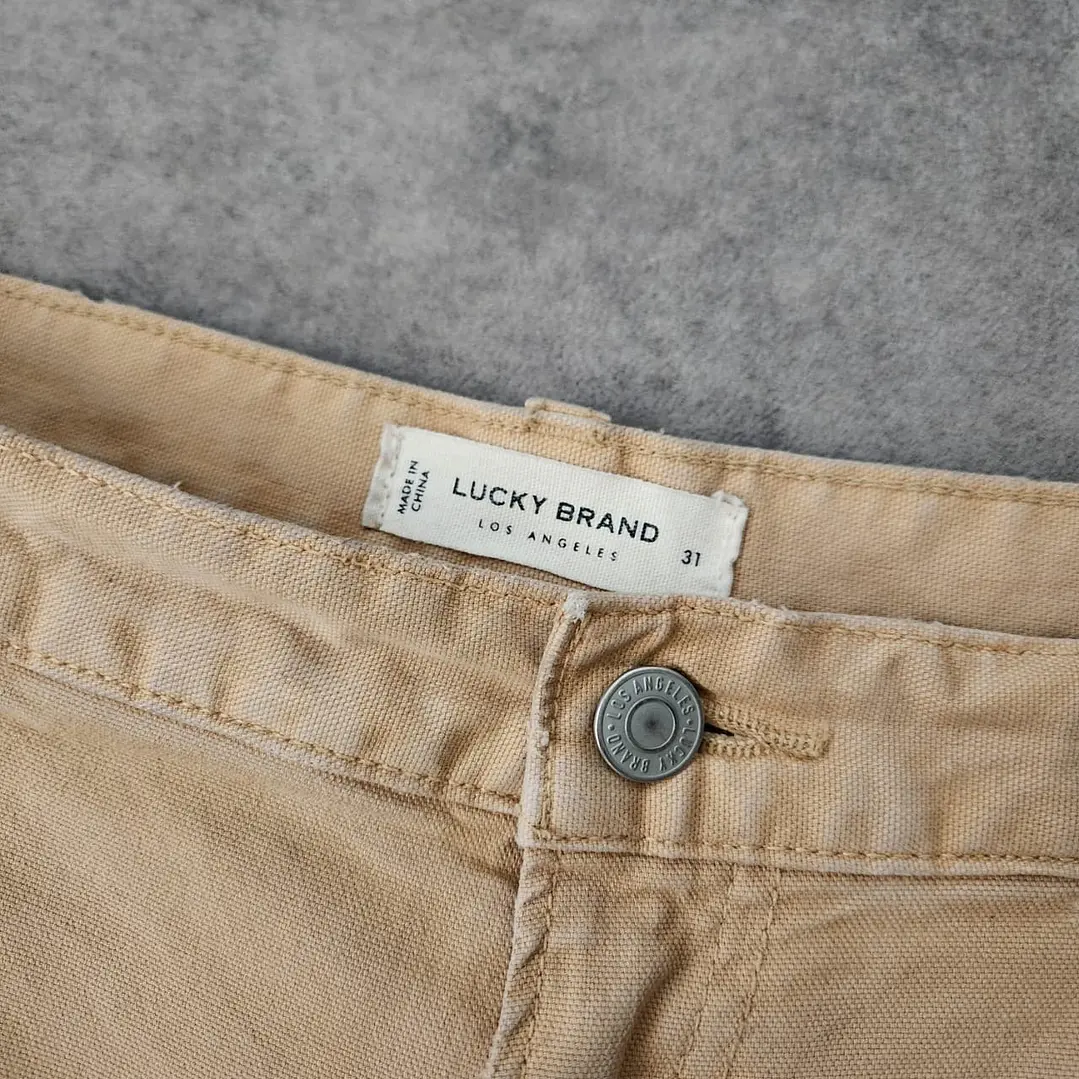 MADE IN
CHINA
LUCKY BRAND
LOS ANGELES
31
LOS ANGELES · LUCKY BRAND ·